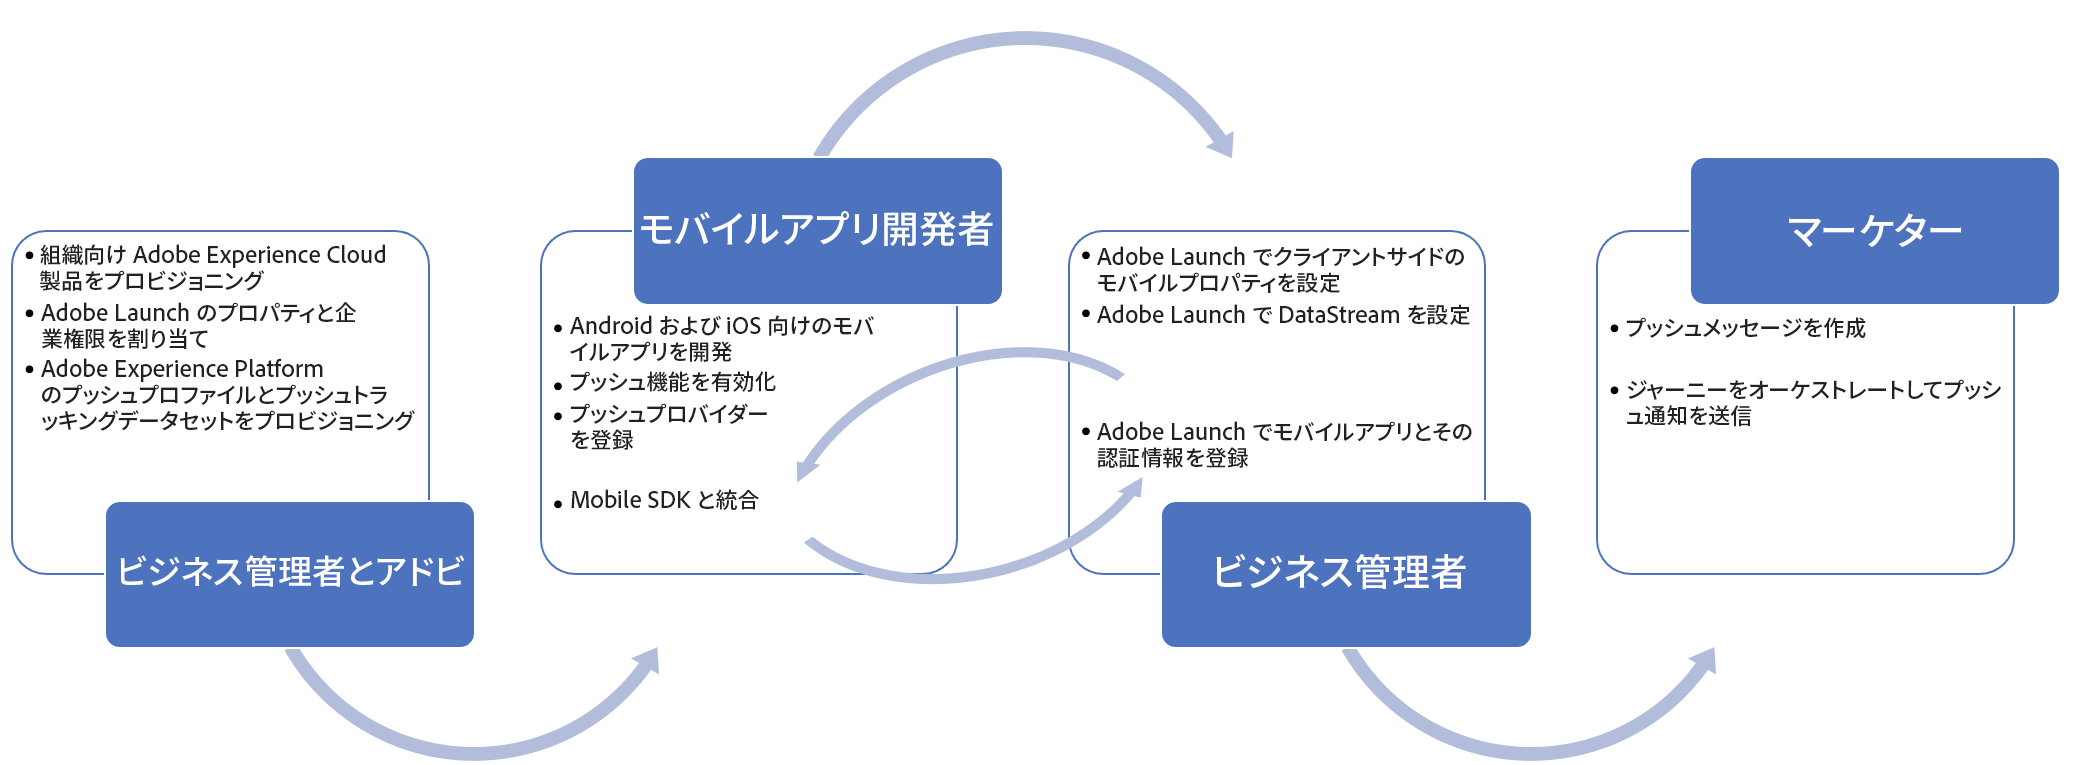 • 組織向け Adobe Experience Cloud
製品をプロビジョニング
• Adobe Launch のプロパティと企
業権限を割り当て
• Adobe Experience Platform
のプッシュプロファイルとプッシュトラ
ッキングデータセットをプロビジョニング
ビジネス管理者とアドビ
モバイルアプリ開発者
• Android および iOS 向けのモバ
イルアプリを開発
• プッシュ機能を有効化
• プッシュプロバイダー
を登録
• Mobile SDK と統合
• Adobe Launch でクライアントサイドの
モバイルプロパティを設定
• Adobe Launch で DataStream を設定
• Adobe Launch でモバイルアプリとその
認証情報を登録
ビジネス管理者
マーケター
• プッシュメッセージを作成
• ジャーニーをオーケストレートしてプッシ
ュ通知を送信